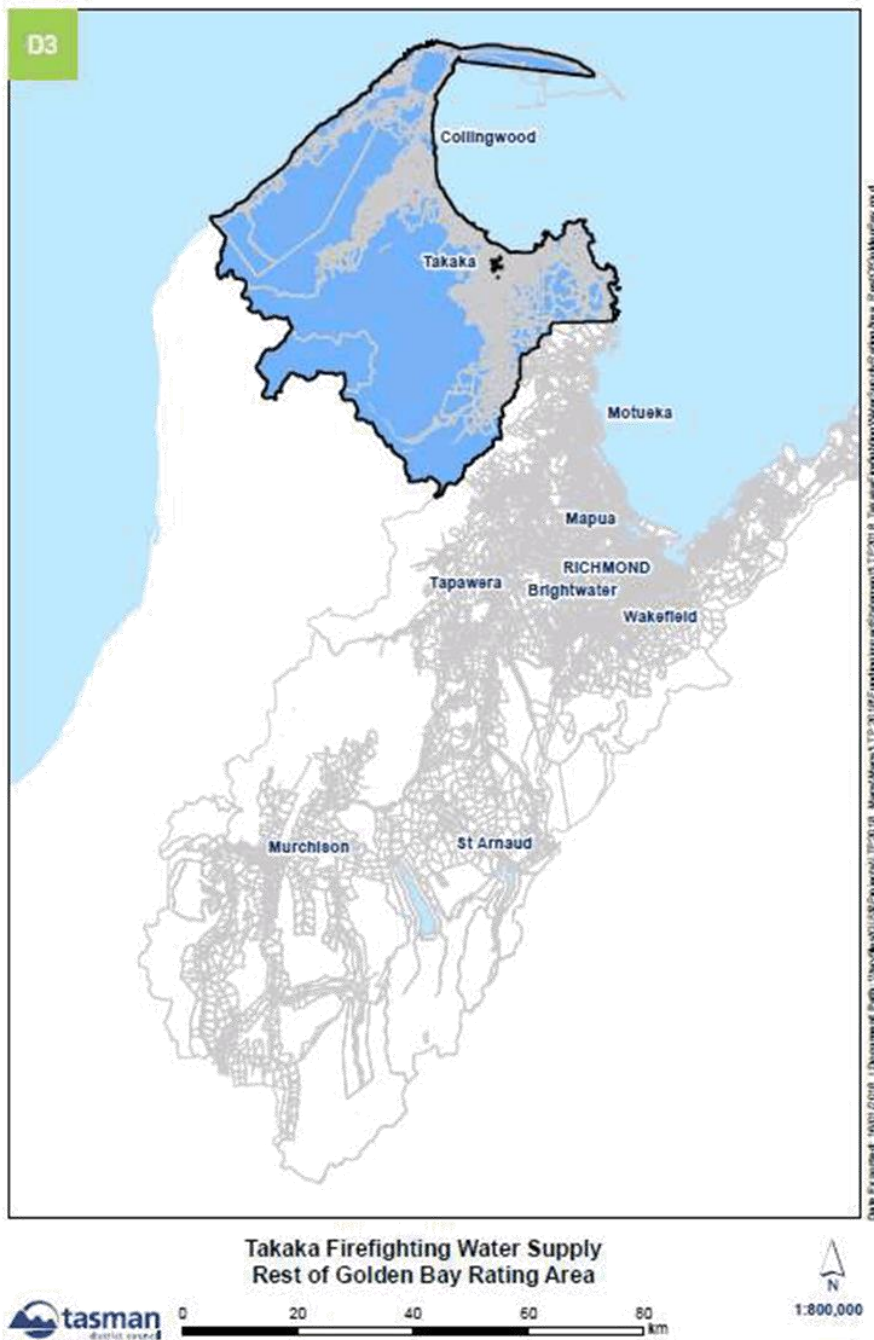 D3
Collingwood
Takaka
Motueka
Mapua
RICHMOND
Tapawera
Brightwater
Wakefield
Murchison
St Arnaud
Takaka Firefighting Water Supply
Rest of Golden Bay Rating Area
N
1:800,000
tasman
district council
0 20 40 60 80
km